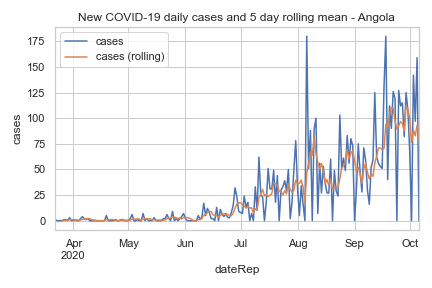 New COVID-19 daily cases and 5 day rolling mean - Angola
cases
cases (rolling)
cases
175
150
125
100
75
50
25
0
Apr May Jun Jul Aug Sep Oct
2020
dateRep